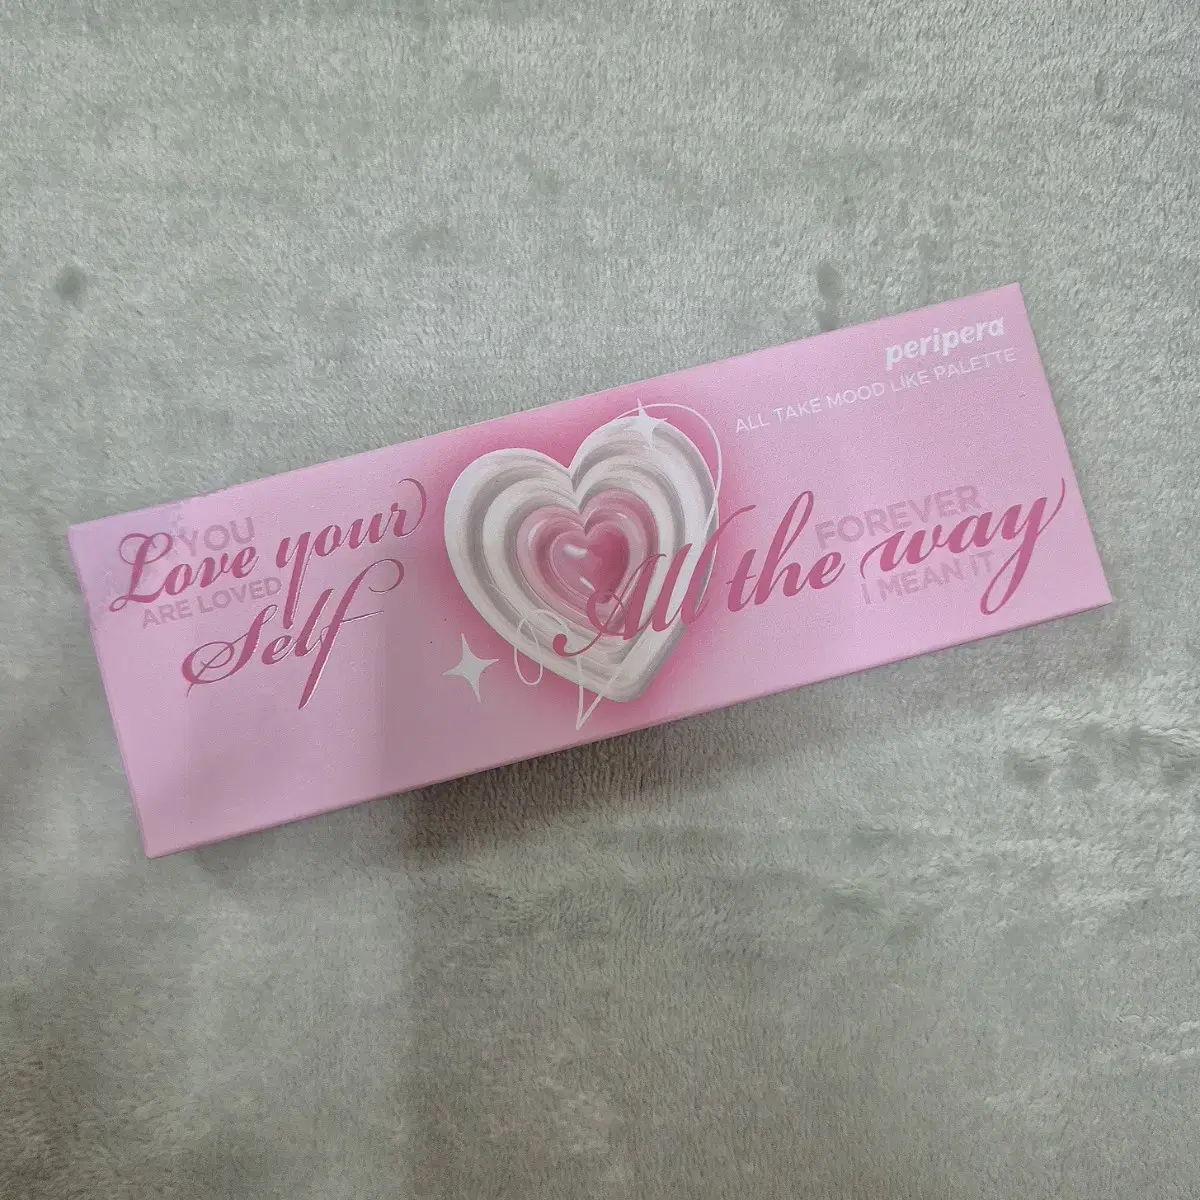 peripera
ALL TAKE MOOD LIKE PALETTE
YOU
Love your
ARE LOVED
Self
FOREVER
All the way
I MEAN IT